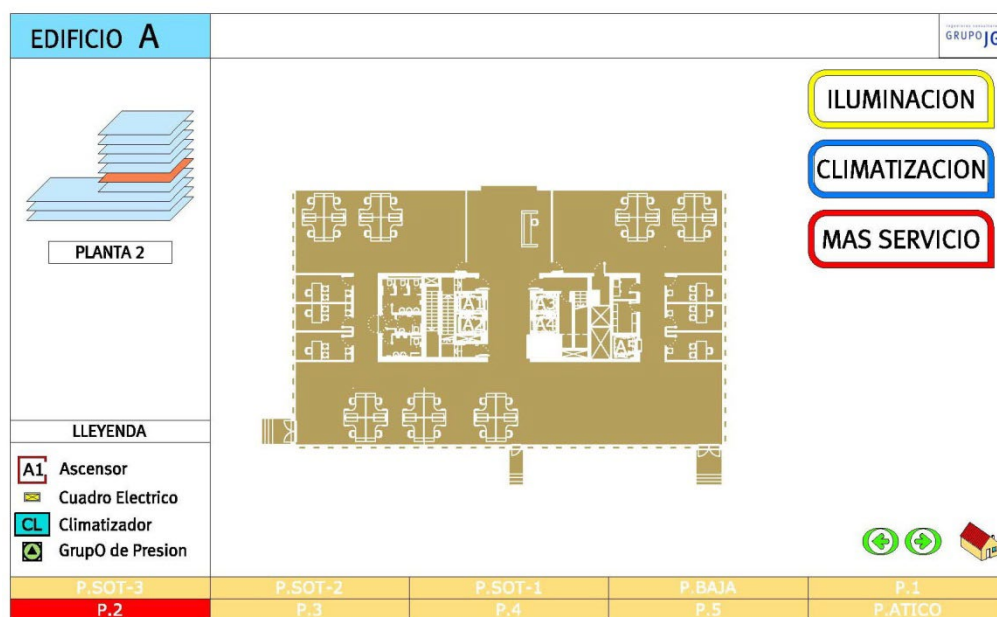 EDIFICIO A
GRUPO JG
ILUMINACION
CLIMATIZACION
MAS SERVICIO
PLANTA 2
A1
A3
A2
A5
LLEYENDA
A1 Ascensor
Cuadro Electrico
CL Climatizador
GrupO de Presion
P.SOT-3 P.SOT-2 P.SOT-1 P.BAJA P.1
P.2 P.3 P.4 P.5 P.ATICO